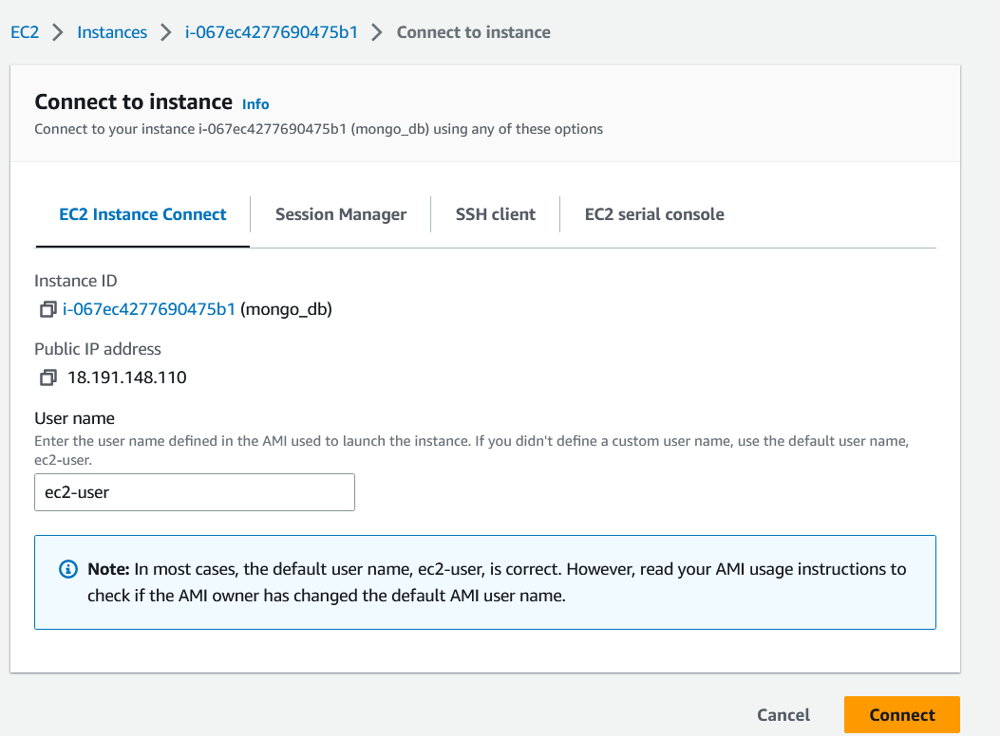 EC2 > Instances > i-067ec4277690475b1 > Connect to instance
Connect to instance Info
Connect to your instance i-067ec4277690475b1 (mongo_db) using any of these options
EC2 Instance Connect
Session Manager
SSH client
EC2 serial console
Instance ID
i-067ec4277690475b1 (mongo_db)
Public IP address
18.191.148.110
User name
Enter the user name defined in the AMI used to launch the instance. If you didn't define a custom user name, use the default user name,
ec2-user.
ec2-user
Note: In most cases, the default user name, ec2-user, is correct. However, read your AMI usage instructions to
check if the AMI owner has changed the default AMI user name.
Cancel
Connect